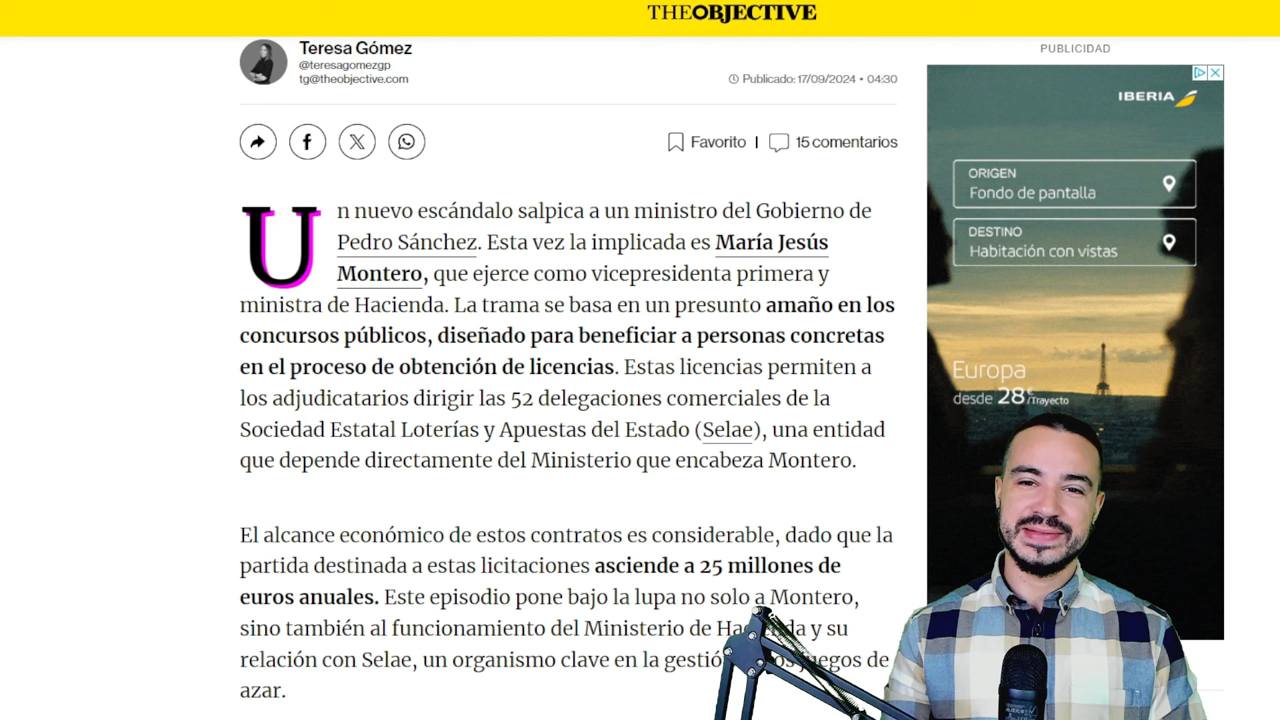 THEOBJECTIVE
Teresa Gómez
@teresagomezgp
tg@theobjective.com
Publicado: 17/09/2024 • 04:30
Favorito | 15 comentarios
Un nuevo escándalo salpica a un ministro del Gobierno de
Pedro Sánchez. Esta vez la implicada es María Jesús
Montero, que ejerce como vicepresidenta primera y
ministra de Hacienda. La trama se basa en un presunto amaño en los
concursos públicos, diseñado para beneficiar a personas concretas
en el proceso de obtención de licencias. Estas licencias permiten a
los adjudicatarios dirigir las 52 delegaciones comerciales de la
Sociedad Estatal Loterías y Apuestas del Estado (Selae), una entidad
que depende directamente del Ministerio que encabeza Montero.
El alcance económico de estos contratos es considerable, dado que la
partida destinada a estas licitaciones asciende a 25 millones de
euros anuales. Este episodio pone bajo la lupa no solo a Montero,
sino también al funcionamiento del Ministerio de y su
relación con Selae, un organismo clave en la de
azar.
PUBLICIDAD
IBERIA
ORIGEN
Fondo de pantalla
DESTINO
Habitación con vistas
Europa
desde 28€/Trayecto